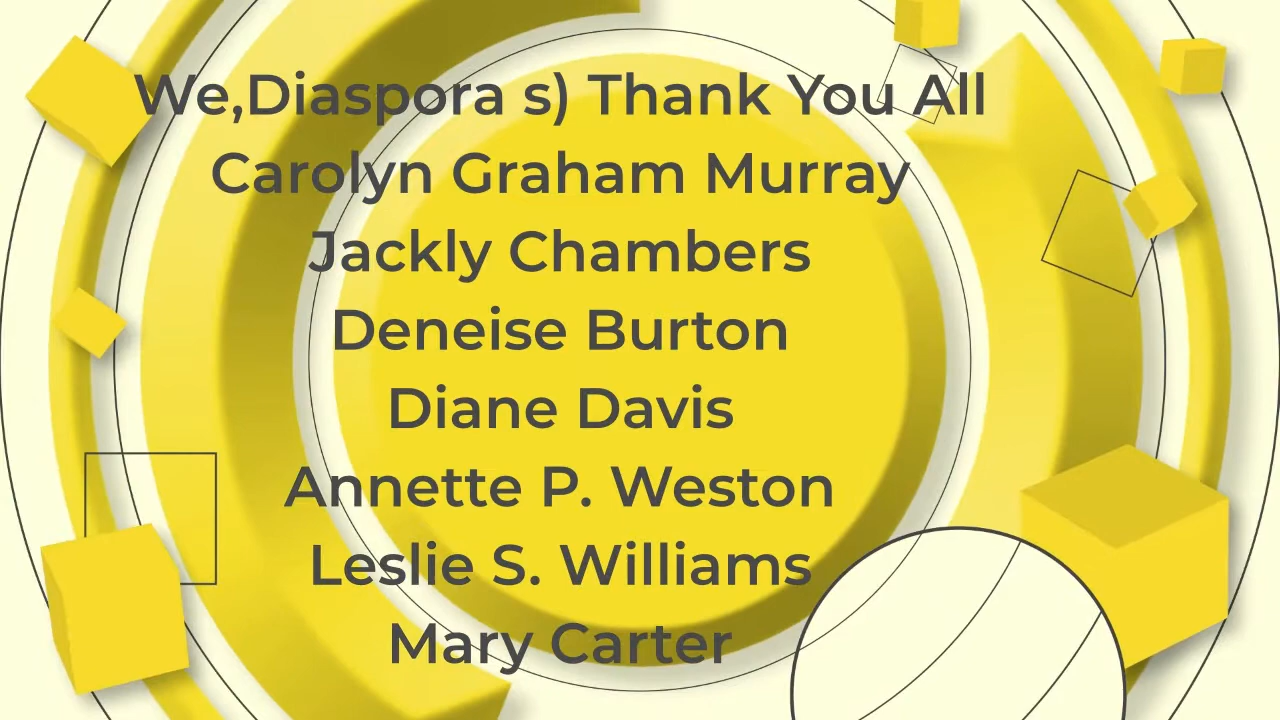 We,Diaspora s) Thank You All
Carolyn Graham Murray
Jackly Chambers
Deneise Burton
Diane Davis
Annette P. Weston
Leslie S. Williams
Mary Carter